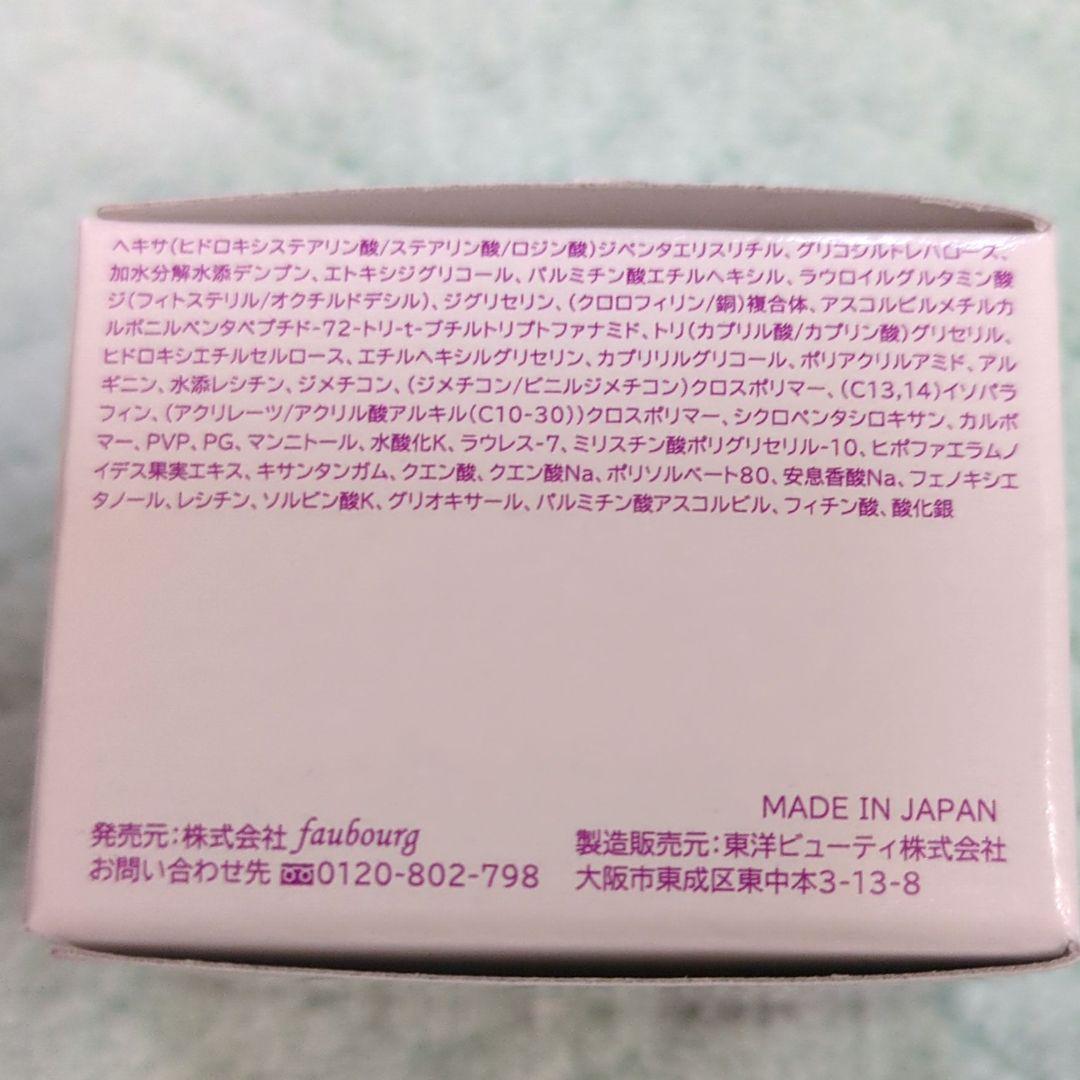 ヘキサ(ヒドロキシステアリン酸/ステアリン酸/ロジン酸)ジペンタエリスリチル、グリコシルトレハロース、
加水分解水添デンプン、エトキシジグリコール、パルミチン酸エチルヘキシル、ラウロイルグルタミン酸
ジ(フィトステリル/オクチルドデシル)、ジグリセリン、(クロロフィリン/銅)複合体、アスコルビルメチルカ
ルボニルペンタペプチド-72-トリ-t-ブチルトリプトファナミド、トリ(カプリル酸/カプリン酸)グリセリル、
ヒドロキシエチルセルロース、エチルヘキシルグリセリン、カプリリルグリコール、ポリアクリルアミド、アル
ギニン、水添レシチン、ジメチコン、(ジメチコン/ビニルジメチコン)クロスポリマー、(C13,14)イソパラ
フィン、(アクリレーツ/アクリル酸アルキル(C10-30))クロスポリマー、シクロペンタシロキサン、カルボ
マー、PVP、PG、マンニトール、水酸化K、ラウレス-7、ミリスチン酸ポリグリセリル-10、ヒポファエラムノ
イデス果実エキス、キサンタンガム、クエン酸、クエン酸Na、ポリソルベート80、安息香酸Na、フェノキシエ
タノール、レシチン、ソルビン酸K、グリオキサール、パルミチン酸アスコルビル、フィチン酸、酸化銀
MADE IN JAPAN
発売元：株式会社 faubourg
お問い合わせ先 0120-802-798
製造販売元：東洋ビューティ株式会社
大阪市東成区東中本3-13-8